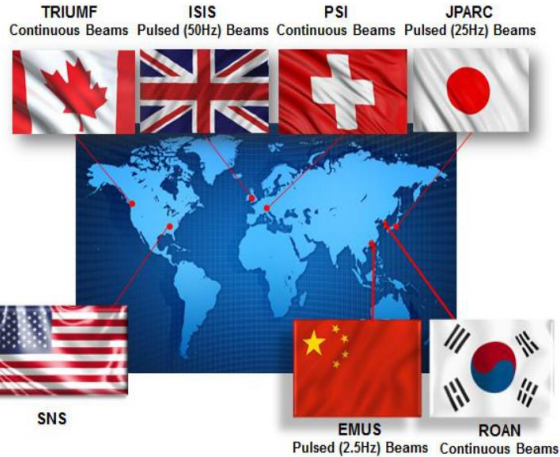 TRIUMF
Continuous Beams
ISIS
Pulsed (50Hz) Beams
PSI
Continuous Beams
JPARC
Pulsed (25Hz) Beams
SNS
EMUS
Pulsed (2.5Hz) Beams
ROAN
Continuous Beams